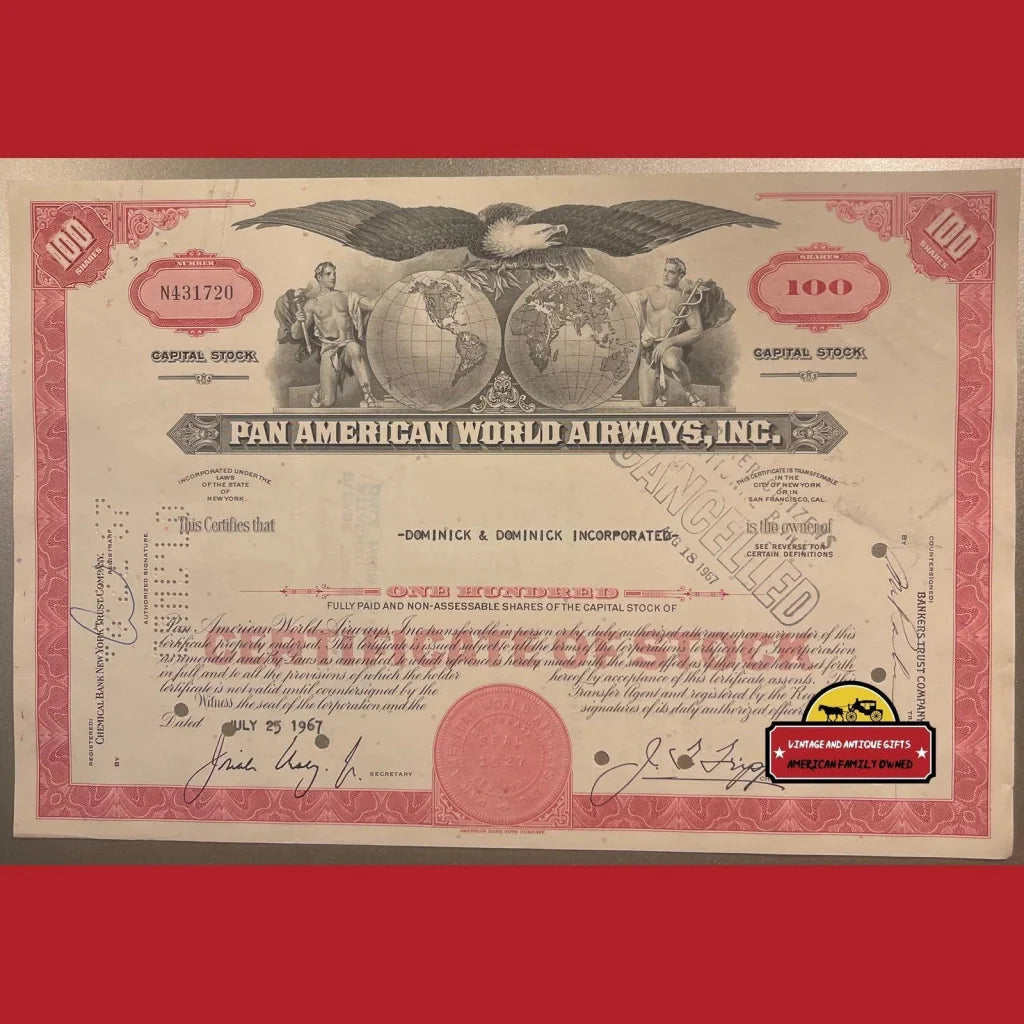 100 SHARES
100 SHARES
NUMBER
N431720
SHARES
100
CAPITAL STOCK
CAPITAL STOCK
PAN AMERICAN WORLD AIRWAYS, INC.
INCORPORATED UNDER THE
LAWS
OF THE STATE
OF
NEW YORK.
THIS CERTIFICATE IS TRANSFERABLE
IN THE
CITY OF NEW YORK
OR IN
SAN FRANCISCO, CAL.
This Certifies that
-DOMINICK & DOMINICK INCORPORATED-
is the owner of
SEE REVERSE FOR
CERTAIN DEFINITIONS
CANCELLED
AUG 18 1967
ONE HUNDRED
FULLY PAID AND NON-ASSESSABLE SHARES OF THE CAPITAL STOCK OF
Pan American World Airways, Inc. transferable in person or by duly authorized attorney upon surrender of this
certificate properly endorsed. This certificate is issued subject to all the terms of the Corporation's Certificate of Incorporation
as amended and By-Laws as amended, to which reference is hereby made with the same effect as if they were herein set forth
in full and to all the provisions of which the holder hereof by acceptance of this certificate assents. This
certificate is not valid until countersigned by the Transfer Agent and registered by the
Witness the seal of the Corporation and the signatures of its duly authorized officers
Dated JULY 25 1967
SECRETARY
SEAL
1927
AMERICAN BANK NOTE COMPANY.
REGISTERED:
CHEMICAL BANK NEW YORK TRUST COMPANY,
REGISTRAR
BY
AUTHORIZED SIGNATURE.
COUNTERSIGNED:
BANKERS TRUST COMPANY
BY
VINTAGE AND ANTIQUE GIFTS
AMERICAN FAMILY OWNED